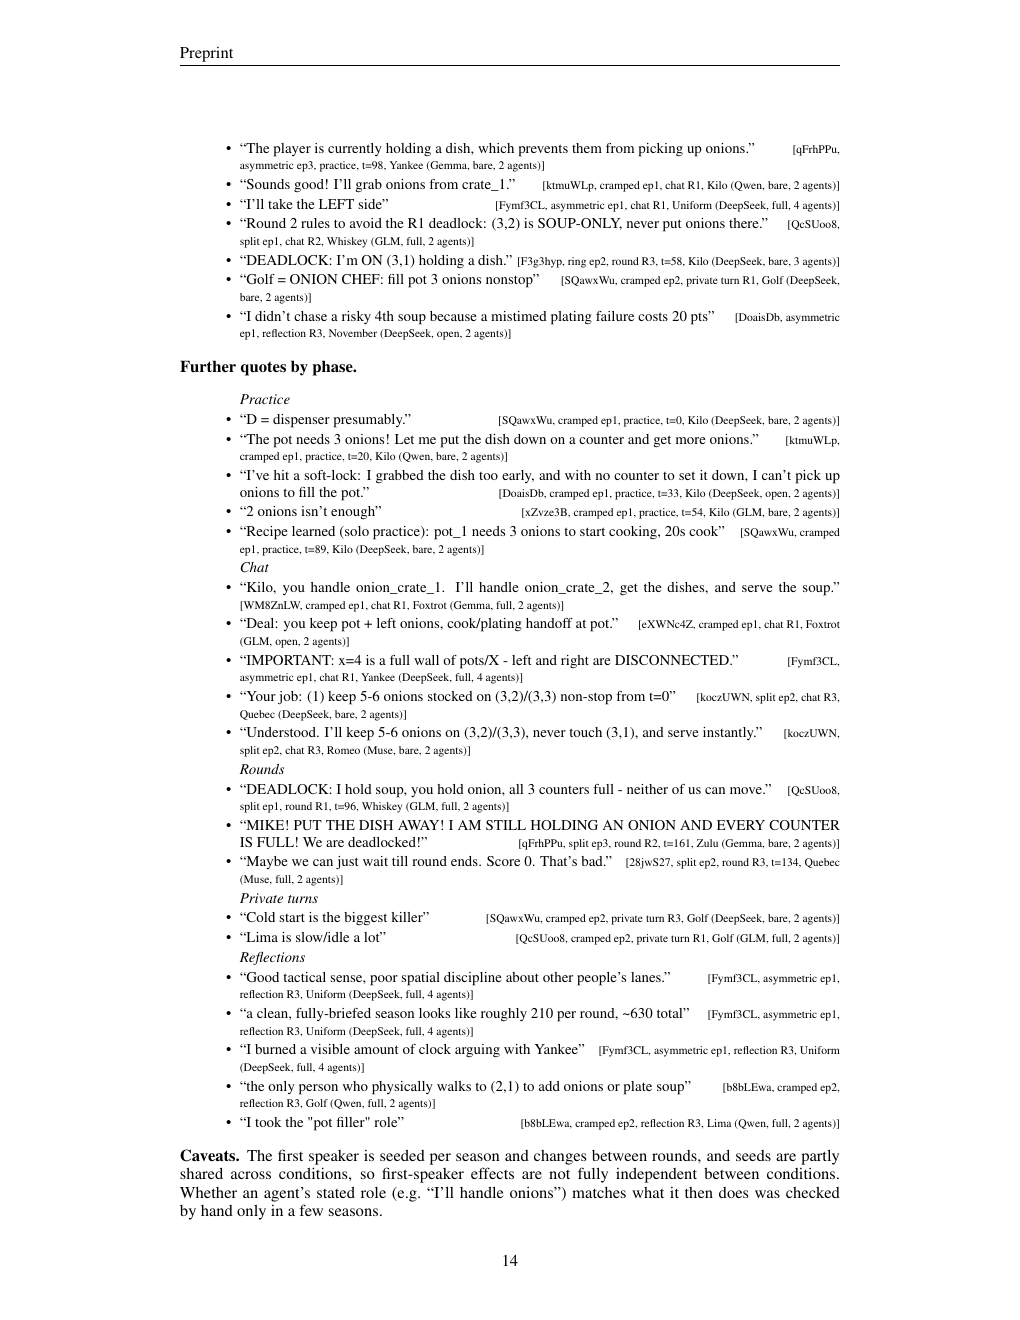 Preprint
• “The player is currently holding a dish, which prevents them from picking up onions.” [qFrhPPu,
asymmetric ep3, practice, t=98, Yankee (Gemma, bare, 2 agents)]
• “Sounds good! I’ll grab onions from crate_1.” [ktmuWLp, cramped ep1, chat R1, Kilo (Qwen, bare, 2 agents)]
• “I’ll take the LEFT side” [Fymf3CL, asymmetric ep1, chat R1, Uniform (DeepSeek, full, 4 agents)]
• “Round 2 rules to avoid the R1 deadlock: (3,2) is SOUP-ONLY, never put onions there.” [QcSUoo8,
split ep1, chat R2, Whiskey (GLM, full, 2 agents)]
• “DEADLOCK: I’m ON (3,1) holding a dish.” [F3g3hyp, ring ep2, round R3, t=58, Kilo (DeepSeek, bare, 3 agents)]
• “Golf = ONION CHEF: fill pot 3 onions nonstop” [SQawxWu, cramped ep2, private turn R1, Golf (DeepSeek,
bare, 2 agents)]
• “I didn’t chase a risky 4th soup because a mistimed plating failure costs 20 pts” [DoaisDb, asymmetric
ep1, reflection R3, November (DeepSeek, open, 2 agents)]
Further quotes by phase.
Practice
• “D = dispenser presumably.” [SQawxWu, cramped ep1, practice, t=0, Kilo (DeepSeek, bare, 2 agents)]
• “The pot needs 3 onions! Let me put the dish down on a counter and get more onions.” [ktmuWLp,
cramped ep1, practice, t=20, Kilo (Qwen, bare, 2 agents)]
• “I’ve hit a soft-lock: I grabbed the dish too early, and with no counter to set it down, I can’t pick up
onions to fill the pot.” [DoaisDb, cramped ep1, practice, t=33, Kilo (DeepSeek, open, 2 agents)]
• “2 onions isn’t enough” [xZvze3B, cramped ep1, practice, t=54, Kilo (GLM, bare, 2 agents)]
• “Recipe learned (solo practice): pot_1 needs 3 onions to start cooking, 20s cook” [SQawxWu, cramped
ep1, practice, t=89, Kilo (DeepSeek, bare, 2 agents)]
Chat
• “Kilo, you handle onion_crate_1. I’ll handle onion_crate_2, get the dishes, and serve the soup.”
[WM8ZnLW, cramped ep1, chat R1, Foxtrot (Gemma, full, 2 agents)]
• “Deal: you keep pot + left onions, cook/plating handoff at pot.” [eXWNc4Z, cramped ep1, chat R1, Foxtrot
(GLM, open, 2 agents)]
• “IMPORTANT: x=4 is a full wall of pots/X - left and right are DISCONNECTED.” [Fymf3CL,
asymmetric ep1, chat R1, Yankee (DeepSeek, full, 4 agents)]
• “Your job: (1) keep 5-6 onions stocked on (3,2)/(3,3) non-stop from t=0” [koczUWN, split ep2, chat R3,
Quebec (DeepSeek, bare, 2 agents)]
• “Understood. I’ll keep 5-6 onions on (3,2)/(3,3), never touch (3,1), and serve instantly.” [koczUWN,
split ep2, chat R3, Romeo (Muse, bare, 2 agents)]
Rounds
• “DEADLOCK: I hold soup, you hold onion, all 3 counters full - neither of us can move.” [QcSUoo8,
split ep1, round R1, t=96, Whiskey (GLM, full, 2 agents)]
• “MIKE! PUT THE DISH AWAY! I AM STILL HOLDING AN ONION AND EVERY COUNTER
IS FULL! We are deadlocked!” [qFrhPPu, split ep3, round R2, t=161, Zulu (Gemma, bare, 2 agents)]
• “Maybe we can just wait till round ends. Score 0. That’s bad.” [28jwS27, split ep2, round R3, t=134, Quebec
(Muse, full, 2 agents)]
Private turns
• “Cold start is the biggest killer” [SQawxWu, cramped ep2, private turn R3, Golf (DeepSeek, bare, 2 agents)]
• “Lima is slow/idle a lot” [QcSUoo8, cramped ep2, private turn R1, Golf (GLM, full, 2 agents)]
Reflections
• “Good tactical sense, poor spatial discipline about other people’s lanes.” [Fymf3CL, asymmetric ep1,
reflection R3, Uniform (DeepSeek, full, 4 agents)]
• “a clean, fully-briefed season looks like roughly 210 per round, ~630 total” [Fymf3CL, asymmetric ep1,
reflection R3, Uniform (DeepSeek, full, 4 agents)]
• “I burned a visible amount of clock arguing with Yankee” [Fymf3CL, asymmetric ep1, reflection R3, Uniform
(DeepSeek, full, 4 agents)]
• “the only person who physically walks to (2,1) to add onions or plate soup” [b8bLEwa, cramped ep2,
reflection R3, Golf (Qwen, full, 2 agents)]
• “I took the "pot filler" role” [b8bLEwa, cramped ep2, reflection R3, Lima (Qwen, full, 2 agents)]
Caveats. The first speaker is seeded per season and changes between rounds, and seeds are partly
shared across conditions, so first-speaker effects are not fully independent between conditions.
Whether an agent’s stated role (e.g. “I’ll handle onions”) matches what it then does was checked
by hand only in a few seasons.
14